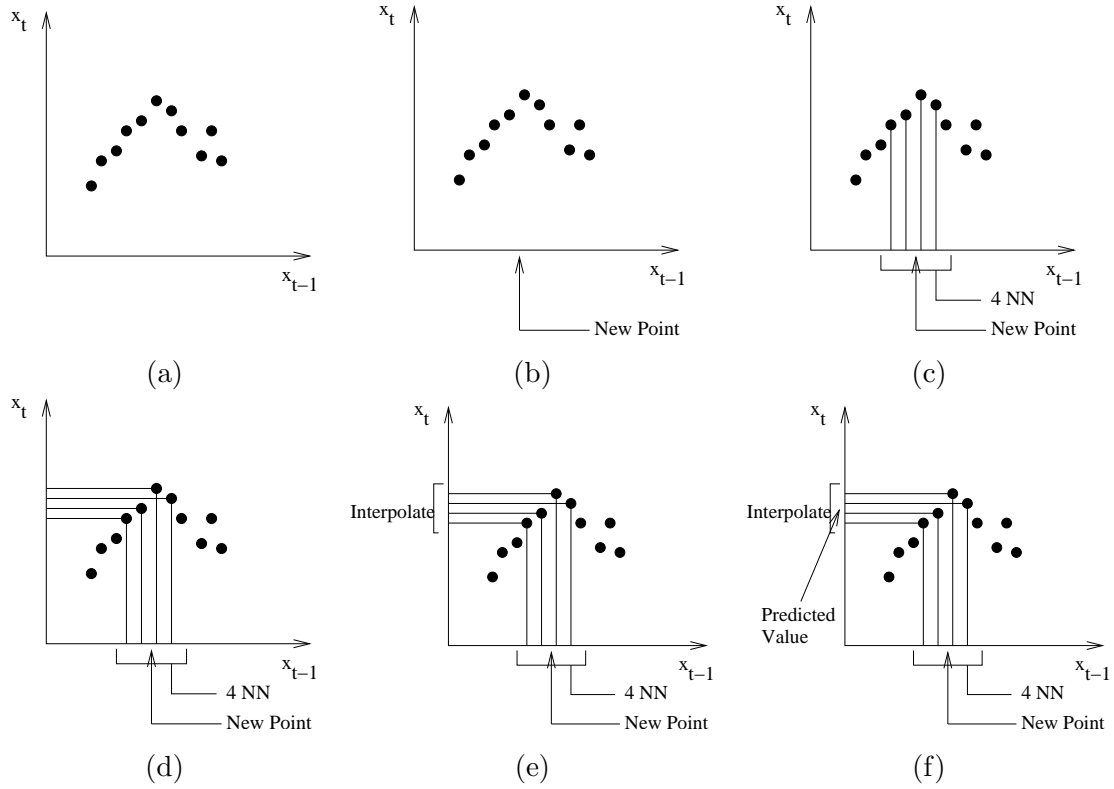 x_t
x_{t−1}
(a)
x_t
x_{t−1}
New Point
(b)
x_t
x_{t−1}
4 NN
New Point
(c)
x_t
x_{t−1}
4 NN
New Point
(d)
x_t
Interpolate
x_{t−1}
4 NN
New Point
(e)
x_t
Interpolate
Predicted
Value
x_{t−1}
4 NN
New Point
(f)